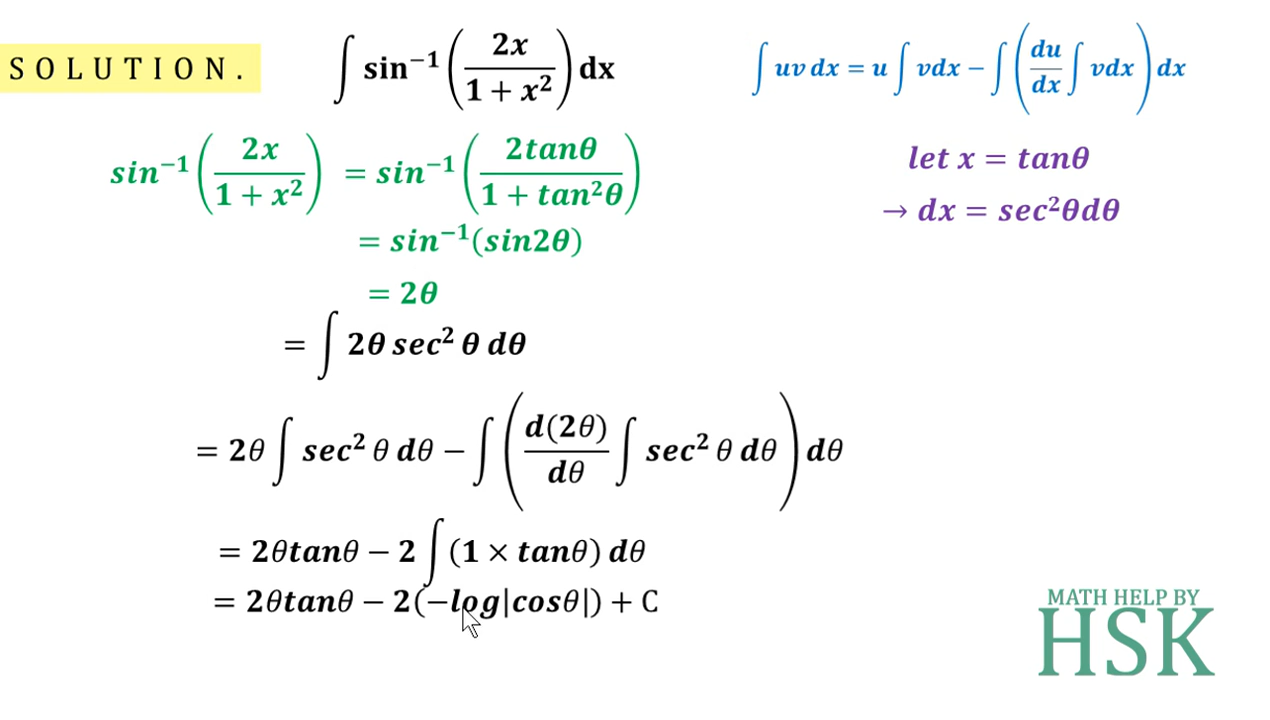 SOLUTION.
∫ sin⁻¹(2x / (1 + x²)) dx
∫ uv dx = u ∫ vdx − ∫ (du/dx ∫ vdx) dx
sin⁻¹(2x / (1 + x²)) = sin⁻¹(2tanθ / (1 + tan²θ))
let x = tanθ
→ dx = sec²θdθ
= sin⁻¹(sin2θ)
= 2θ
= ∫ 2θ sec² θ dθ
= 2θ ∫ sec² θ dθ − ∫ (d(2θ)/dθ ∫ sec² θ dθ) dθ
= 2θtanθ − 2 ∫ (1 × tanθ) dθ
= 2θtanθ − 2(−log|cosθ|) + C
MATH HELP BY
HSK